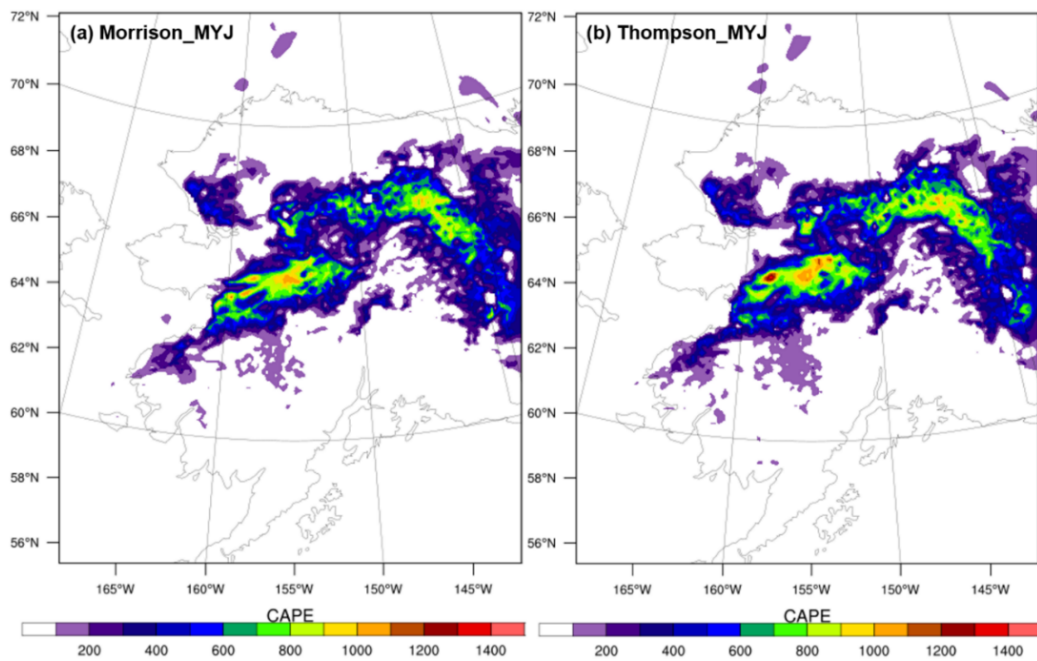 (a) Morrison_MYJ
(b) Thompson_MYJ
72°N
70°N
68°N
66°N
64°N
62°N
60°N
58°N
56°N
72°N
70°N
68°N
66°N
64°N
62°N
60°N
58°N
56°N
165°W 160°W 155°W 150°W 145°W
165°W 160°W 155°W 150°W 145°W
CAPE
CAPE
200 400 600 800 1000 1200 1400
200 400 600 800 1000 1200 1400